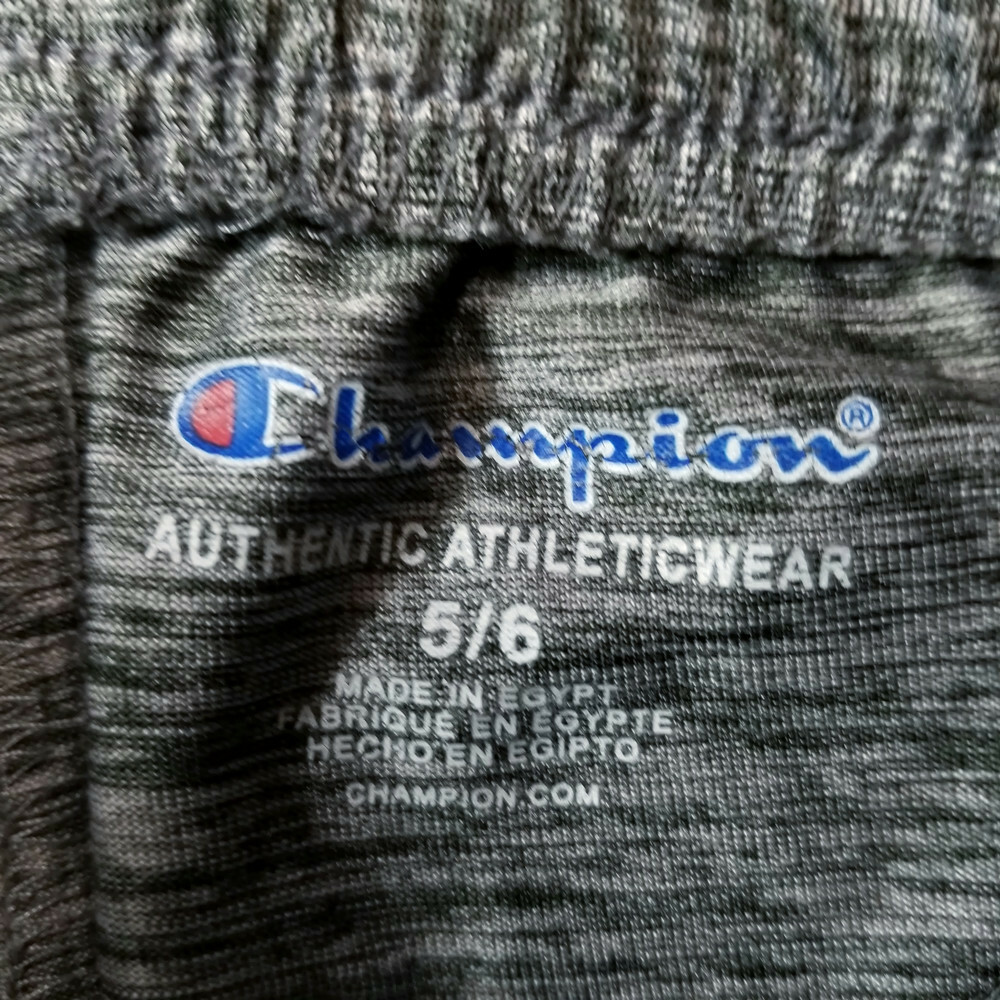 Champion®
AUTHENTIC ATHLETICWEAR
5/6
MADE IN EGYPT
FABRIQUE EN EGYPTE
HECHO EN EGIPTO
CHAMPION.COM